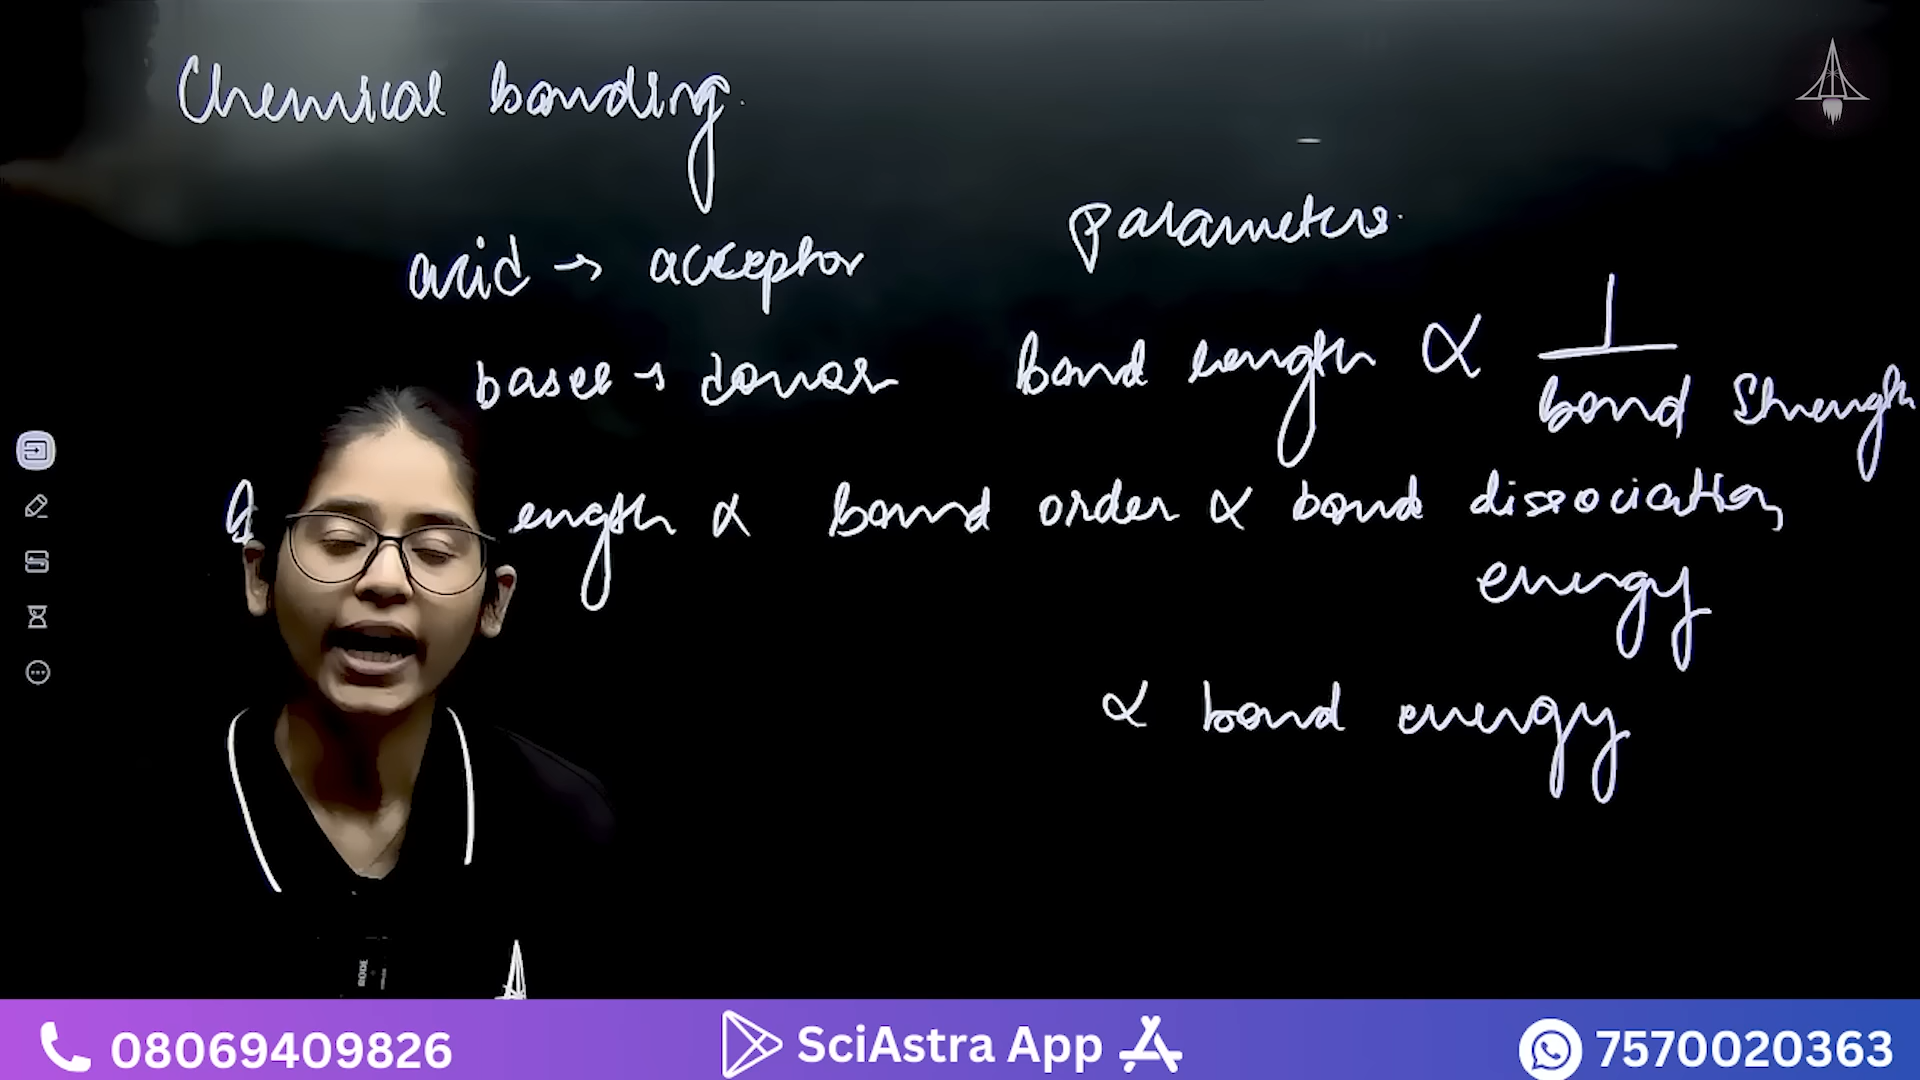 Chemical bonding
acid → acceptor
bases → donor
parameters
bond length ∝ 1 / bond strength
ength ∝ bond order ∝ bond dissociation
energy
∝ bond energy
RODE
08069409826
SciAstra App
7570020363